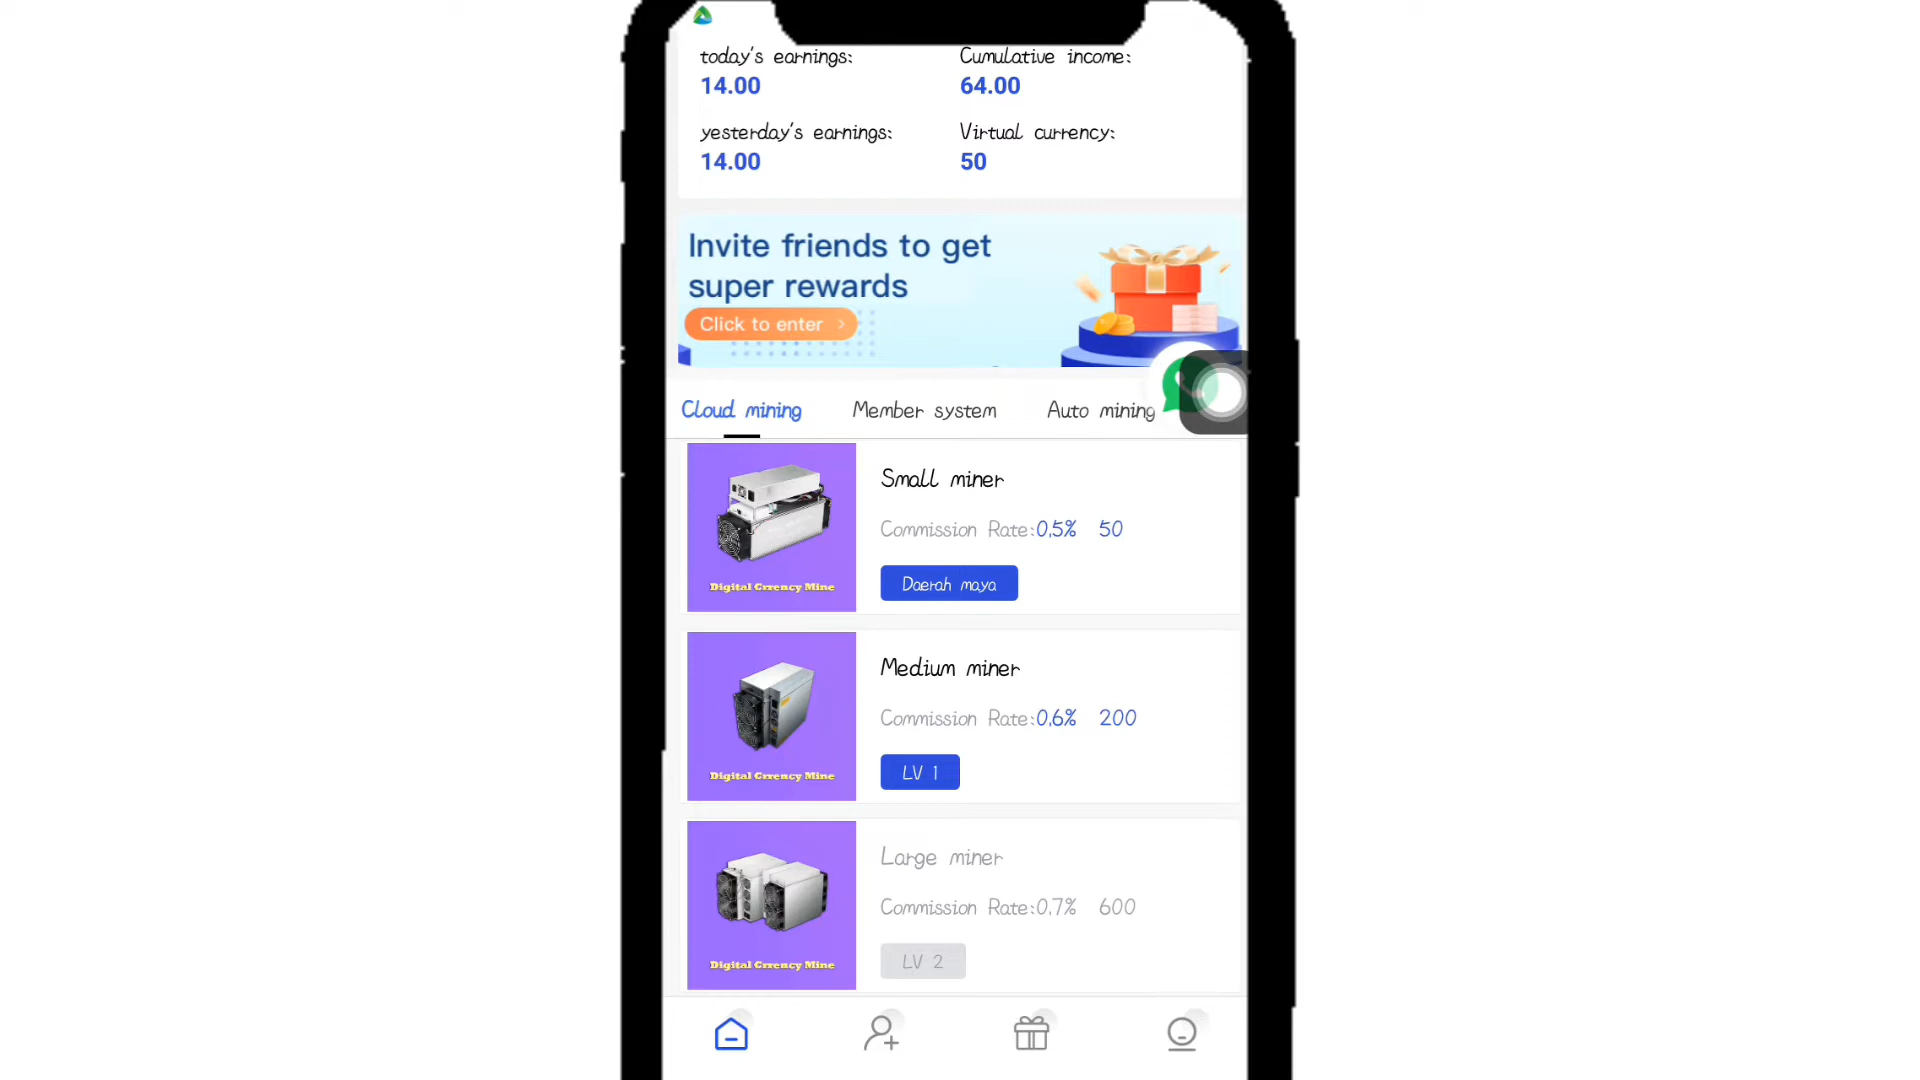 today's earnings:
Cumulative income:
14.00
64.00
yesterday's earnings:
Virtual currency:
14.00
50
Invite friends to get
super rewards
Click to enter >
Cloud mining
Member system
Auto mining
Small miner
Commission Rate:0.5% 50
Daerah maya
Digital Crrency Mine
Medium miner
Commission Rate:0.6% 200
LV 1
Digital Crrency Mine
Large miner
Commission Rate:0.7% 600
LV 2
Digital Crrency Mine